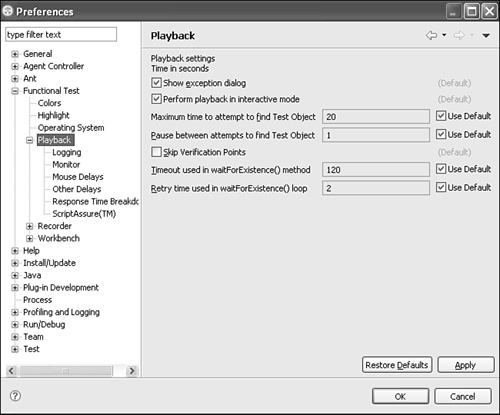 Preferences
type filter text
General
Agent Controller
Ant
Functional Test
Colors
Highlight
Operating System
Playback
Logging
Monitor
Mouse Delays
Other Delays
Response Time Breakdo
ScriptAssure(TM)
Recorder
Workbench
Help
Install/Update
Java
Plug-in Development
Process
Profiling and Logging
Run/Debug
Team
Test
Playback
Playback settings
Time in seconds
Show exception dialog (Default)
Perform playback in interactive mode (Default)
Maximum time to attempt to find Test Object 20 Use Default
Pause between attempts to find Test Object 1 Use Default
Skip Verification Points (Default)
Timeout used in waitForExistence() method 120 Use Default
Retry time used in waitForExistence() loop 2 Use Default
Restore Defaults Apply
? OK Cancel